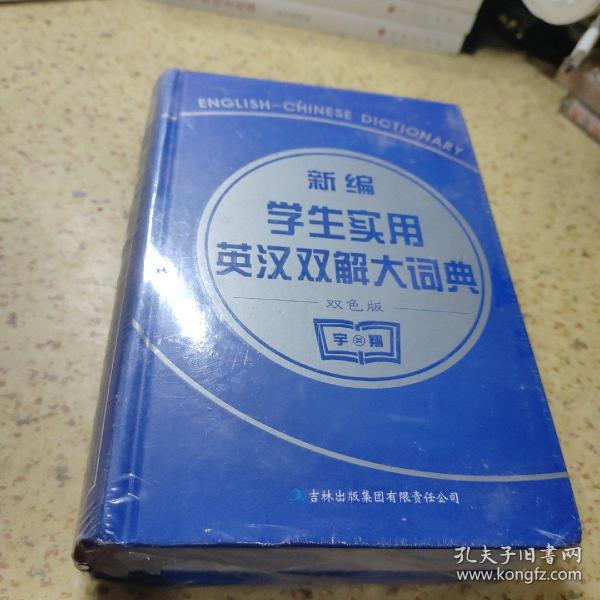 ENGLISH-CHINESE DICTIONARY
新编
学生实用
英汉双解大词典
双色版
宇翔
吉林出版集团有限责任公司
孔夫子旧书网
www.kongfz.com